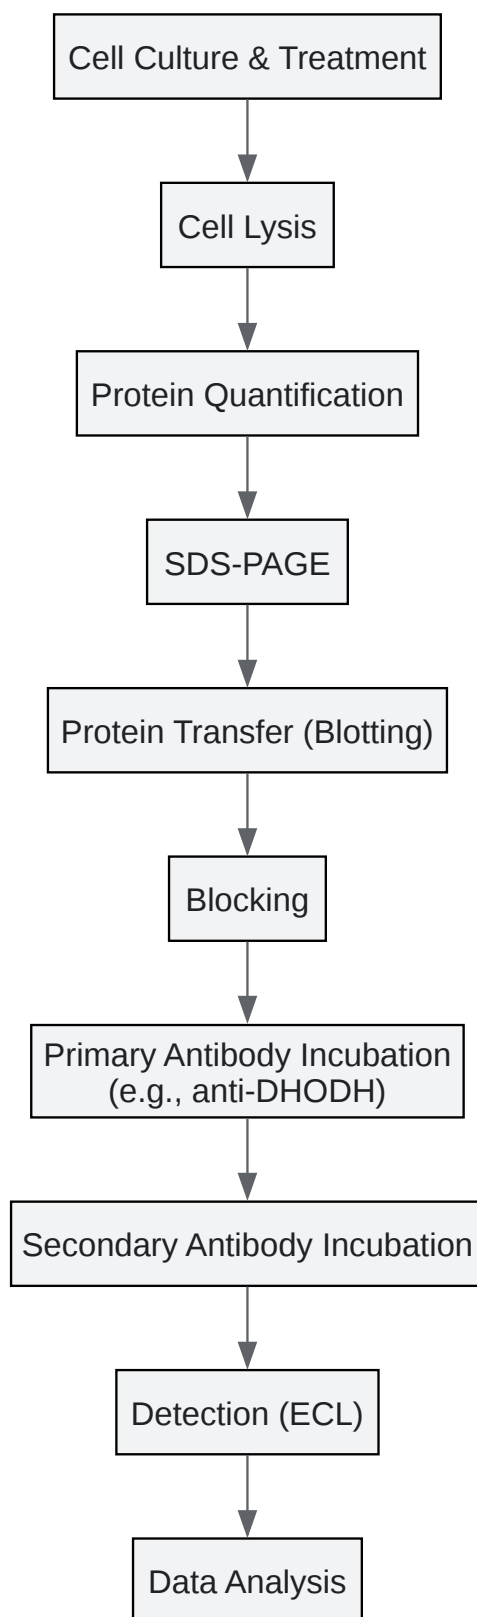 Cell Culture & Treatment
Cell Lysis
Protein Quantification
SDS-PAGE
Protein Transfer (Blotting)
Blocking
Primary Antibody Incubation
(e.g., anti-DHODH)
Secondary Antibody Incubation
Detection (ECL)
Data Analysis